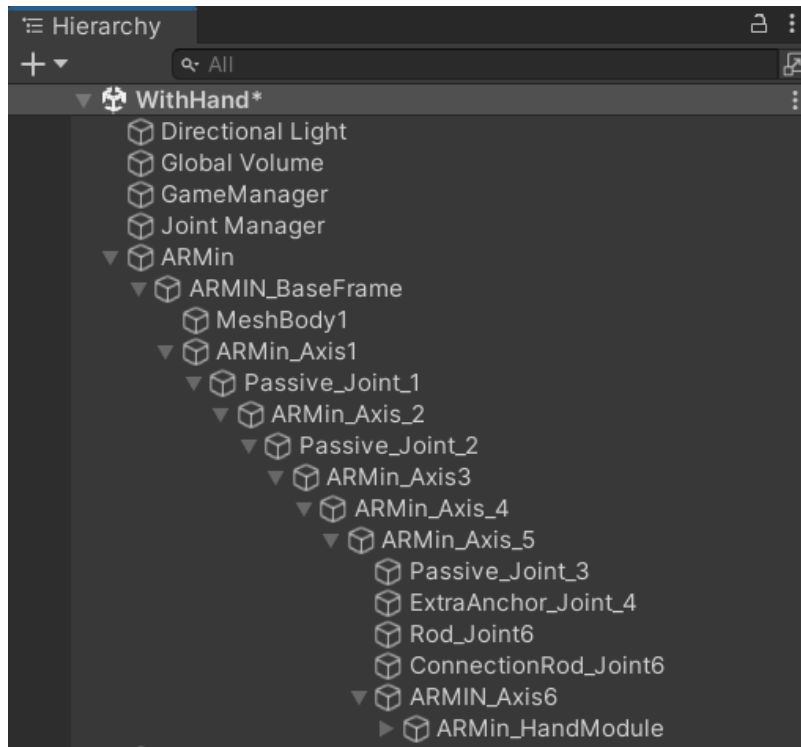 Hierarchy
All
WithHand*
Directional Light
Global Volume
GameManager
Joint Manager
ARMin
ARMIN_BaseFrame
MeshBody1
ARMin_Axis1
Passive_Joint_1
ARMin_Axis_2
Passive_Joint_2
ARMin_Axis3
ARMin_Axis_4
ARMin_Axis_5
Passive_Joint_3
ExtraAnchor_Joint_4
Rod_Joint6
ConnectionRod_Joint6
ARMIN_Axis6
ARMin_HandModule